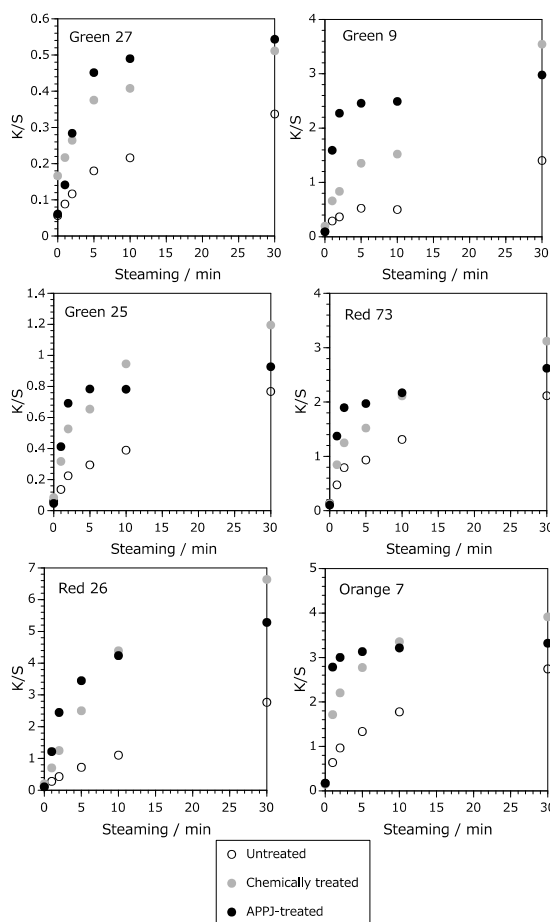 Green 27
K/S
0.6
0.5
0.4
0.3
0.2
0.1
0
0 5 10 15 20 25 30
Steaming / min
Green 9
K/S
4
3
2
1
0
0 5 10 15 20 25 30
Steaming / min
Green 25
K/S
1.4
1.2
1
0.8
0.6
0.4
0.2
0
0 5 10 15 20 25 30
Steaming / min
Red 73
K/S
4
3
2
1
0
0 5 10 15 20 25 30
Steaming / min
Red 26
K/S
7
6
5
4
3
2
1
0
0 5 10 15 20 25 30
Steaming / min
Orange 7
K/S
5
4
3
2
1
0
0 5 10 15 20 25 30
Steaming / min
Untreated
Chemically treated
APPJ-treated